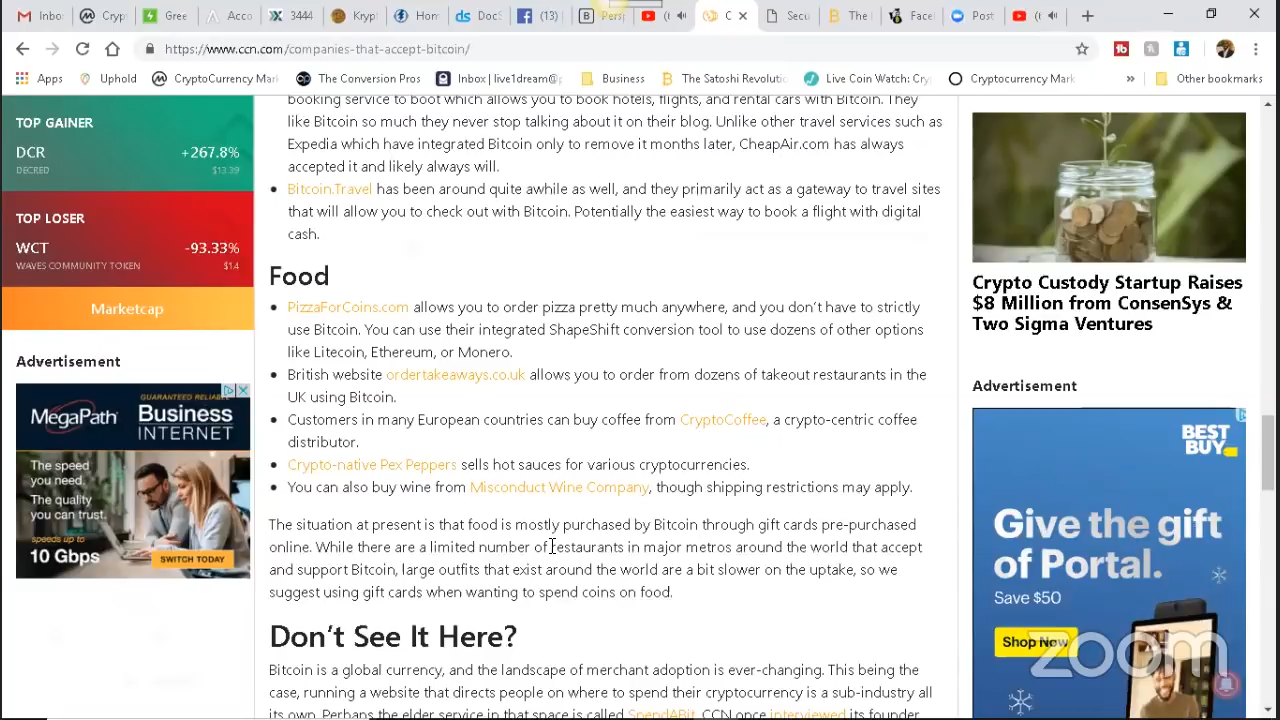 Inbo
Cryp
Gree
Acco
3444
Kryp
Hom
Doc
(13)
Pers
C
Secu
The
Face
Post
https://www.ccn.com/companies-that-accept-bitcoin/
Apps
Uphold
CryptoCurrency Mar
The Conversion Pros
Inbox | live1dream@
Business
The Satoshi Revolutio
Live Coin Watch: Cry
Cryptocurrency Mark
»
Other bookmarks
TOP GAINER
DCR +267.8%
DECRED $13.39
TOP LOSER
WCT -93.33%
WAVES COMMUNITY TOKEN $1.4
Marketcap
Advertisement
GUARANTEED RELIABLE
MegaPath
Business
INTERNET
The speed
you need.
The quality
you can trust.
speeds up to
10 Gbps
SWITCH TODAY
booking service to boot which allows you to book hotels, flights, and rental cars with Bitcoin. They
like Bitcoin so much they never stop talking about it on their blog. Unlike other travel services such as
Expedia which have integrated Bitcoin only to remove it months later, CheapAir.com has always
accepted it and likely always will.
Bitcoin.Travel has been around quite awhile as well, and they primarily act as a gateway to travel sites
that will allow you to check out with Bitcoin. Potentially the easiest way to book a flight with digital
cash.
Food
PizzaForCoins.com allows you to order pizza pretty much anywhere, and you don't have to strictly
use Bitcoin. You can use their integrated ShapeShift conversion tool to use dozens of other options
like Litecoin, Ethereum, or Monero.
British website ordertakeaways.co.uk allows you to order from dozens of takeout restaurants in the
UK using Bitcoin.
Customers in many European countries can buy coffee from CryptoCoffee, a crypto-centric coffee
distributor.
Crypto-native Pex Peppers sells hot sauces for various cryptocurrencies.
You can also buy wine from Misconduct Wine Company, though shipping restrictions may apply.
The situation at present is that food is mostly purchased by Bitcoin through gift cards pre-purchased
online. While there are a limited number of restaurants in major metros around the world that accept
and support Bitcoin, large outfits that exist around the world are a bit slower on the uptake, so we
suggest using gift cards when wanting to spend coins on food.
Don't See It Here?
Bitcoin is a global currency, and the landscape of merchant adoption is ever-changing. This being the
case, running a website that directs people on where to spend their cryptocurrency is a sub-industry all
its own. Perhaps the elder service in that space is called SpendABit. CCN once interviewed its founder
Crypto Custody Startup Raises
$8 Million from ConsenSys &
Two Sigma Ventures
Advertisement
BEST
BUY
Give the gift
of Portal.
Save $50
Shop Now
zoom